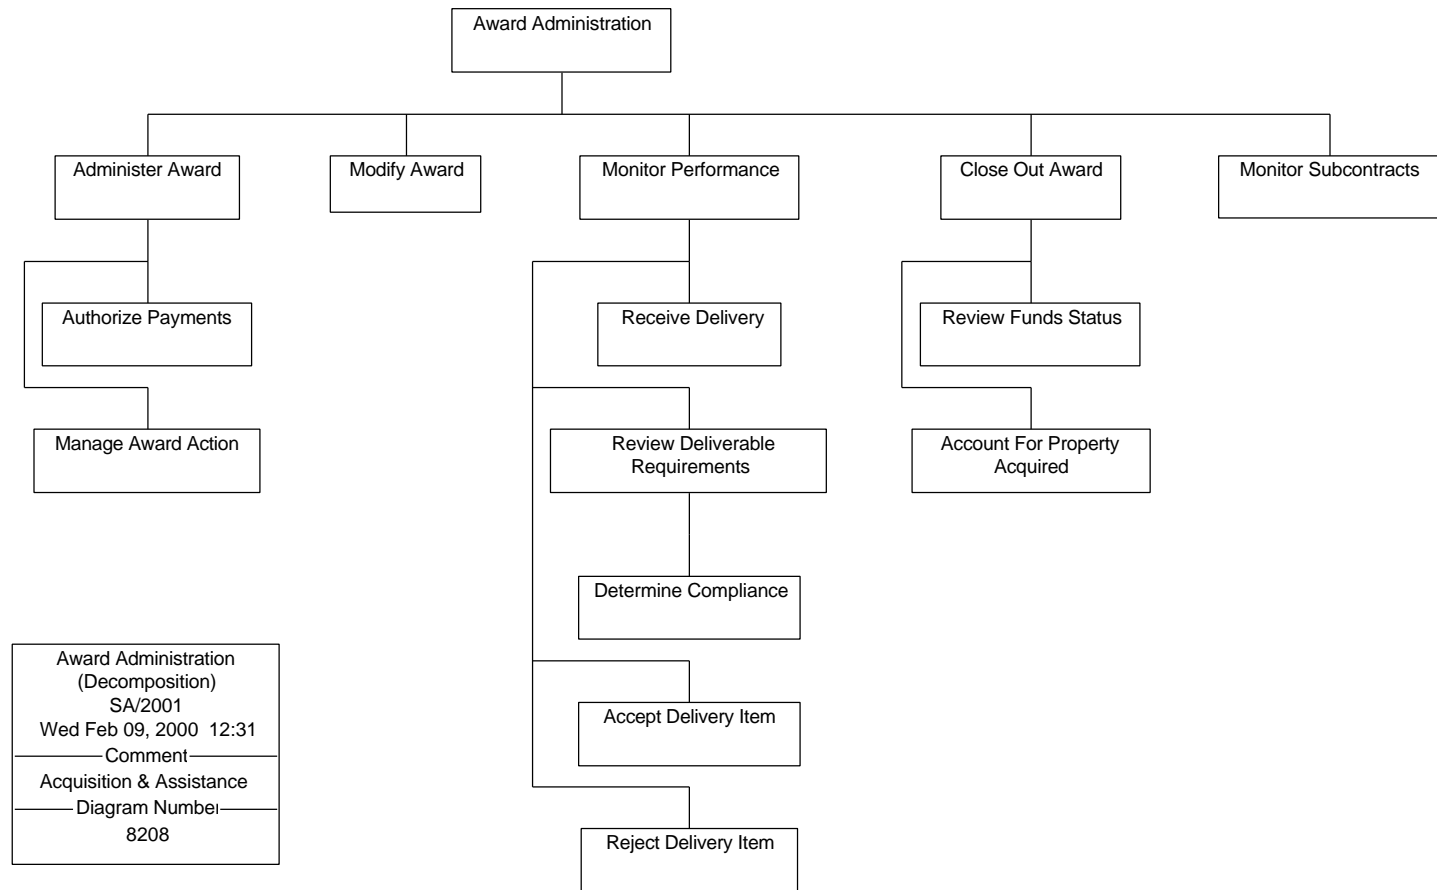 Award Administration
Administer Award
Modify Award
Monitor Performance
Close Out Award
Monitor Subcontracts
Authorize Payments
Receive Delivery
Review Funds Status
Manage Award Action
Review Deliverable
Requirements
Account For Property
Acquired
Determine Compliance
Accept Delivery Item
Reject Delivery Item
Award Administration
(Decomposition)
SA/2001
Wed Feb 09, 2000 12:31
Comment
Acquisition & Assistance
Diagram Number
8208